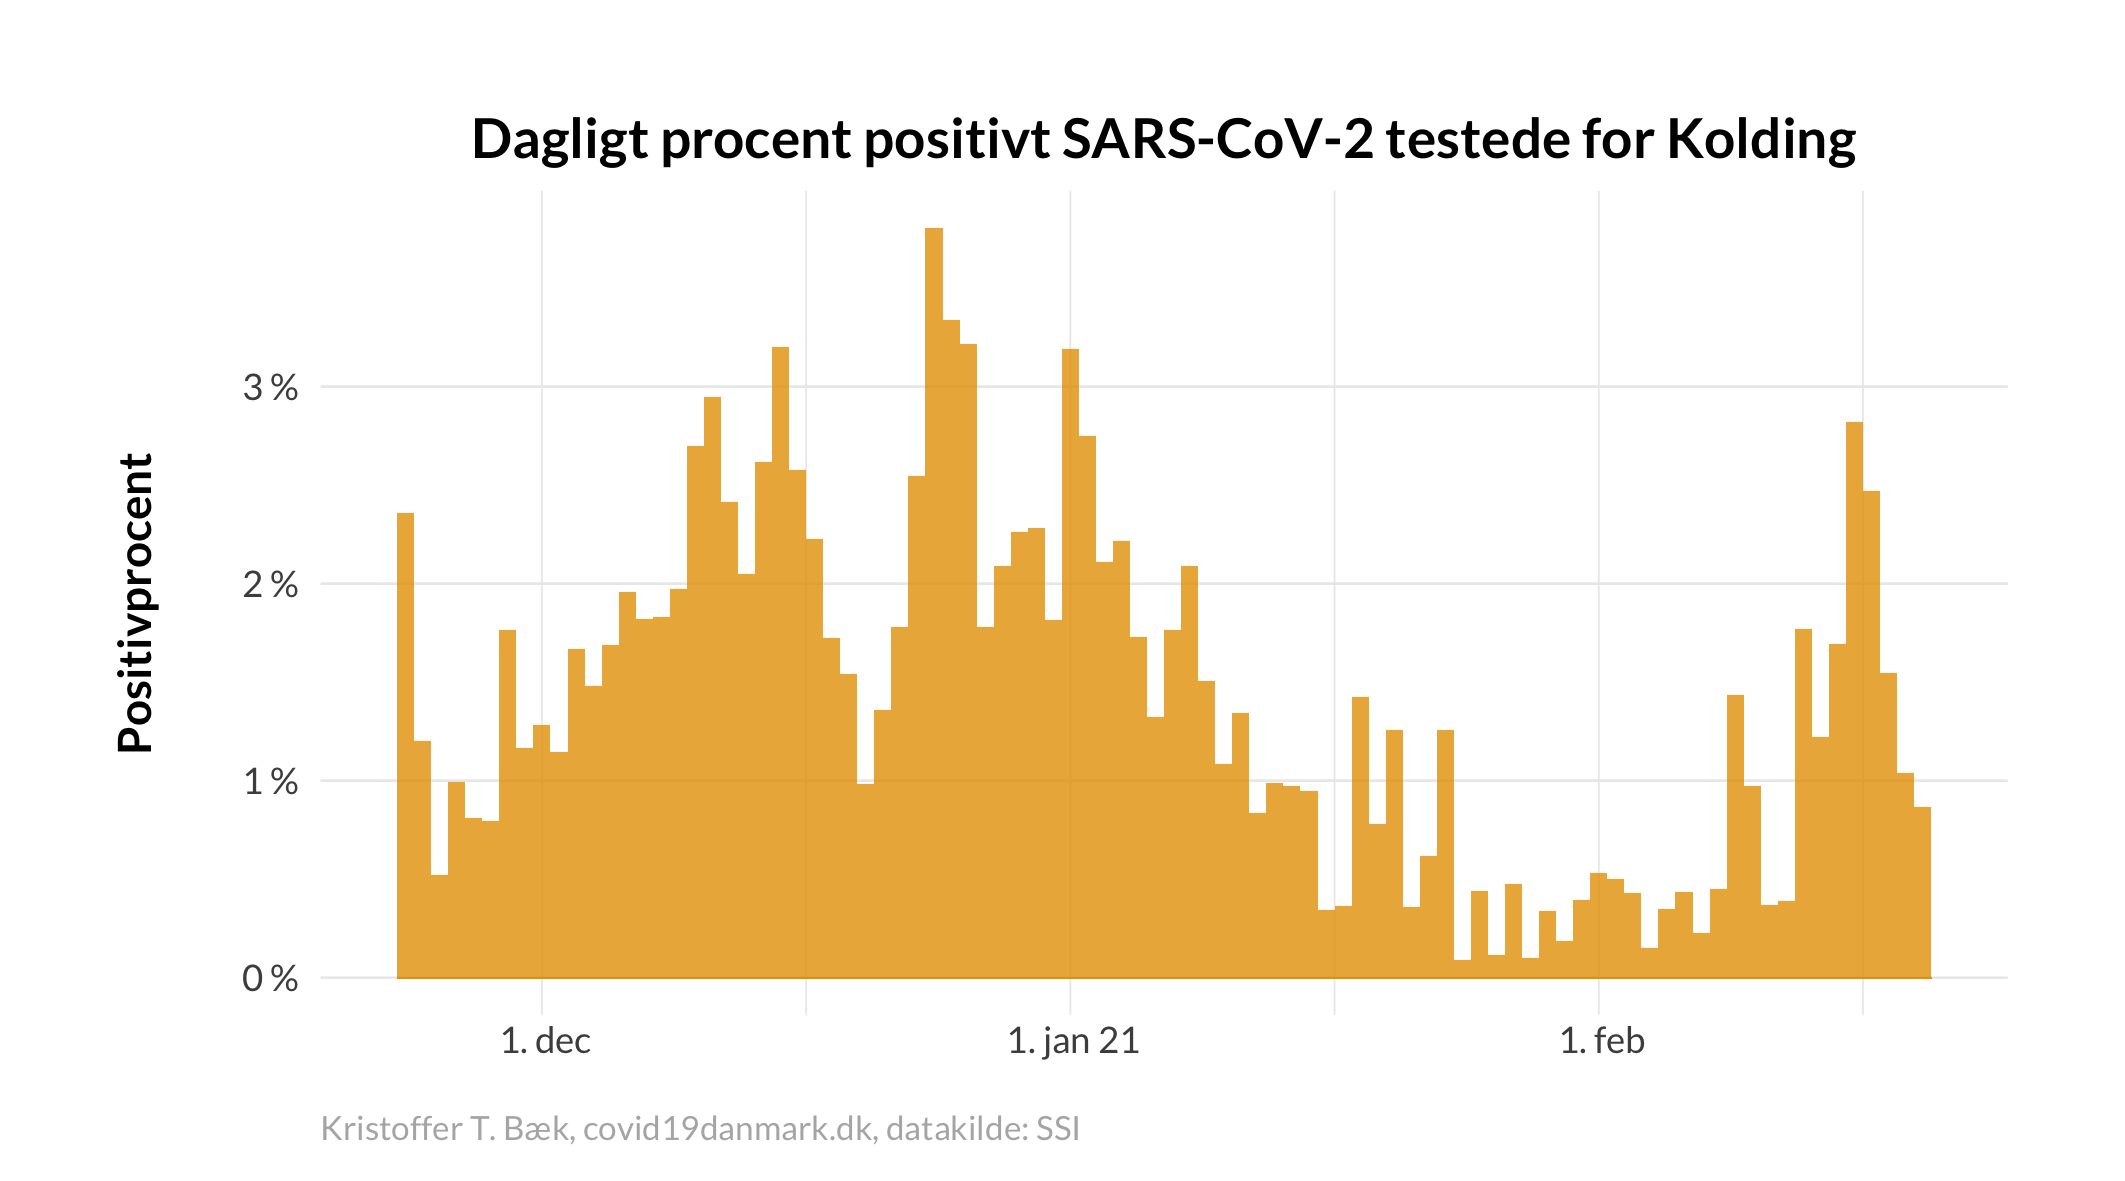 Dagligt procent positivt SARS-CoV-2 testede for Kolding
Positivprocent
3 %
2 %
1 %
0 %
1. dec
1. jan 21
1. feb
Kristoffer T. Bæk, covid19danmark.dk, datakilde: SSI